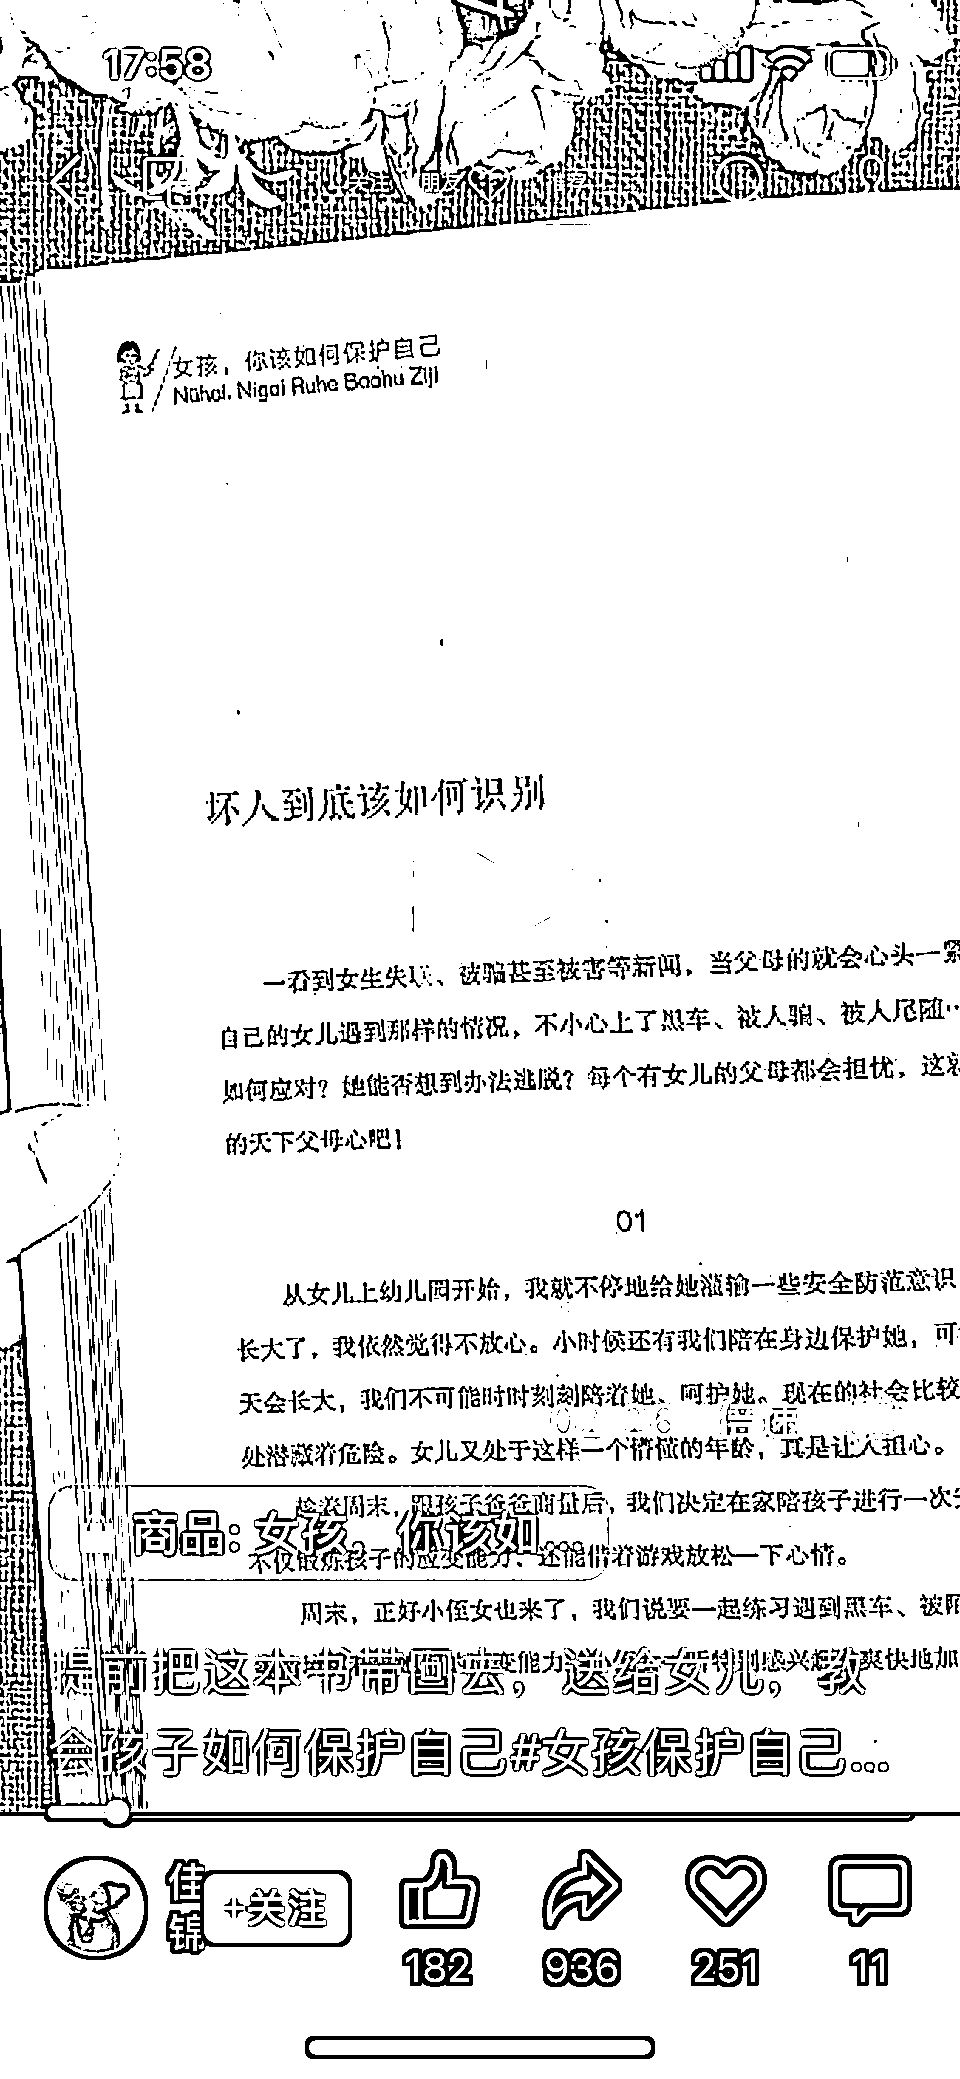 17:58
女孩，你该如何保护自己
Nühai, Nigai Ruhe Baohu Ziji
坏人到底该如何识别
一看到女生失联、被骗甚至被害等新闻，当父母的就会心头一紧
自己的女儿遇到那样的情况，不小心上了黑车、被人骗、被人尾随…
如何应对？她能否想到办法逃脱？每个有女儿的父母都会担忧，这
的天下父母心吧！
01
从女儿上幼儿园开始，我就不停地给她灌输一些安全防范意识
长大了，我依然觉得不放心。小时候还有我们陪在身边保护她，可
天会长大，我们不可能时时刻刻陪着她、呵护她。现在的社会比较
处潜藏着危险。女儿又处于这样一个懵懂的年龄，真是让人担心。
趁着周末，跟孩子爸爸商量后，我们决定在家陪孩子进行一次
不仅锻炼孩子的应变能力，还能借着游戏放松一下心情。
商品：女孩，你该如...
周末，正好小侄女也来了，我们说要一起练习遇到黑车、被陌
提前把这本书带回去，送给女儿，教
会孩子如何保护自己#女孩保护自己...
佳
锦
+关注
182
936
251
11